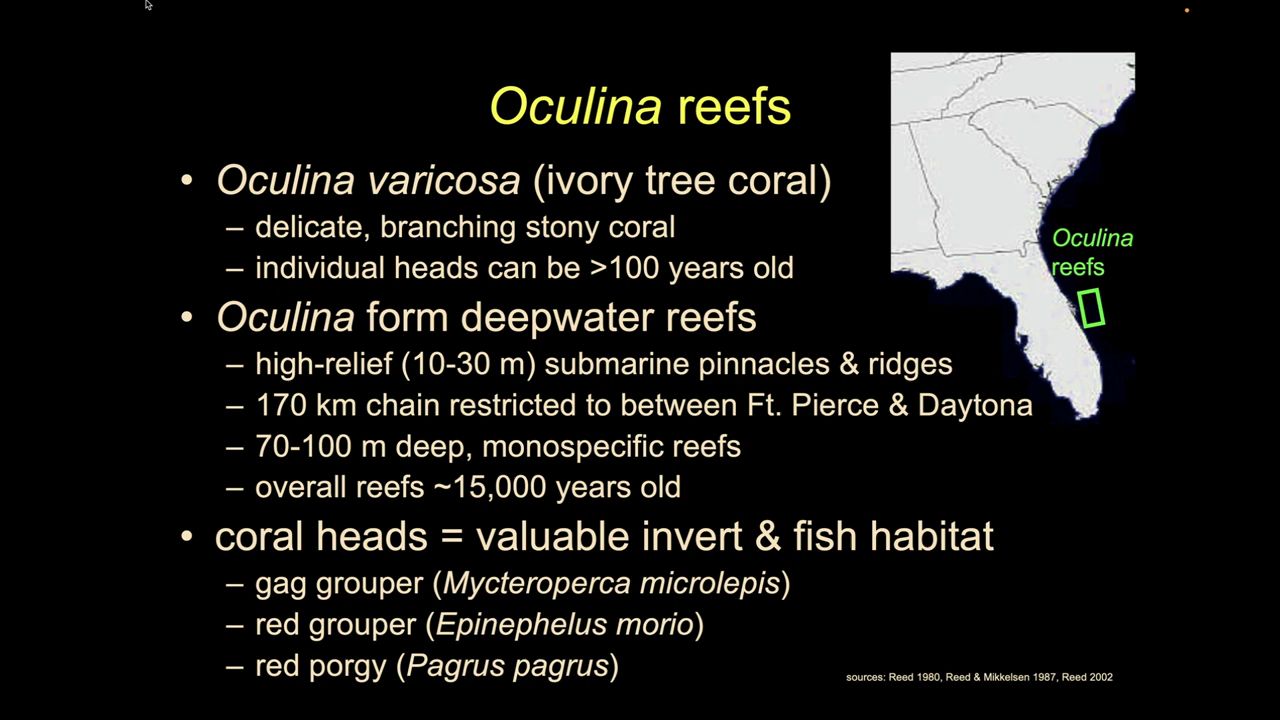 Oculina reefs
• Oculina varicosa (ivory tree coral)
– delicate, branching stony coral
– individual heads can be >100 years old
• Oculina form deepwater reefs
– high-relief (10-30 m) submarine pinnacles & ridges
– 170 km chain restricted to between Ft. Pierce & Daytona
– 70-100 m deep, monospecific reefs
– overall reefs ~15,000 years old
• coral heads = valuable invert & fish habitat
– gag grouper (Mycteroperca microlepis)
– red grouper (Epinephelus morio)
– red porgy (Pagrus pagrus)
Oculina
reefs
sources: Reed 1980, Reed & Mikkelsen 1987, Reed 2002